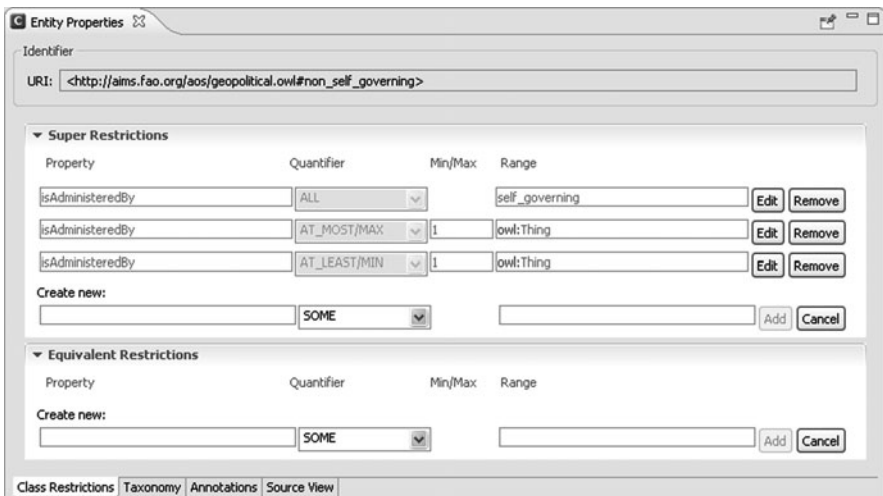 C Entity Properties
Identifier
URI: <http://aims.fao.org/aos/geopolitical.owl#non_self_governing>
Super Restrictions
Property Quantifier Min/Max Range
isAdministeredBy ALL self_governing Edit Remove
isAdministeredBy AT_MOST/MAX 1 owl:Thing Edit Remove
isAdministeredBy AT_LEAST/MIN 1 owl:Thing Edit Remove
Create new:
SOME Add Cancel
Equivalent Restrictions
Property Quantifier Min/Max Range
Create new:
SOME Add Cancel
Class Restrictions Taxonomy Annotations Source View